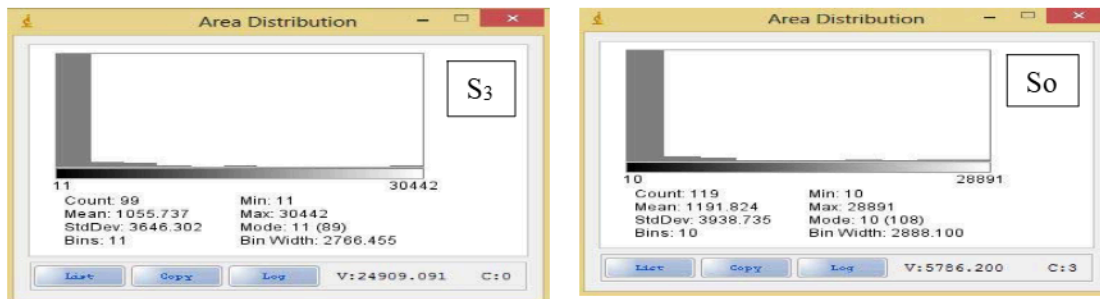 Area Distribution
S3
11 30442
Count: 99 Min: 11
Mean: 1055.737 Max: 30442
StdDev: 3646.302 Mode: 11 (89)
Bins: 11 Bin Width: 2766.455
List Copy Log V:24909.091 C:0
Area Distribution
So
10 28891
Count: 119 Min: 10
Mean: 1191.824 Max: 28891
StdDev: 3938.735 Mode: 10 (108)
Bins: 10 Bin Width: 2888.100
List Copy Log V:5786.200 C:3